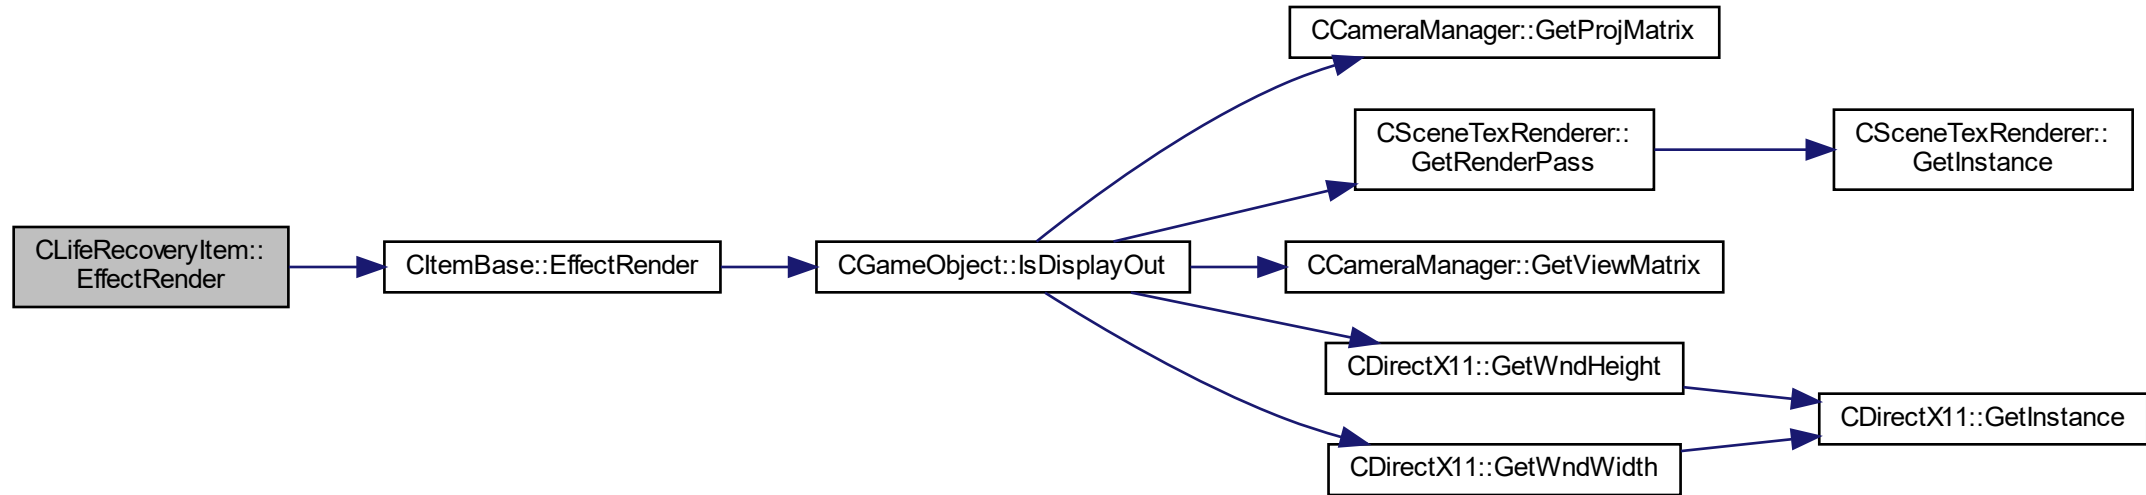 CLifeRecoveryItem::
EffectRender
CItemBase::EffectRender
CGameObject::IsDisplayOut
CCameraManager::GetProjMatrix
CSceneTexRenderer::
GetRenderPass
CSceneTexRenderer::
GetInstance
CCameraManager::GetViewMatrix
CDirectX11::GetWndHeight
CDirectX11::GetWndWidth
CDirectX11::GetInstance